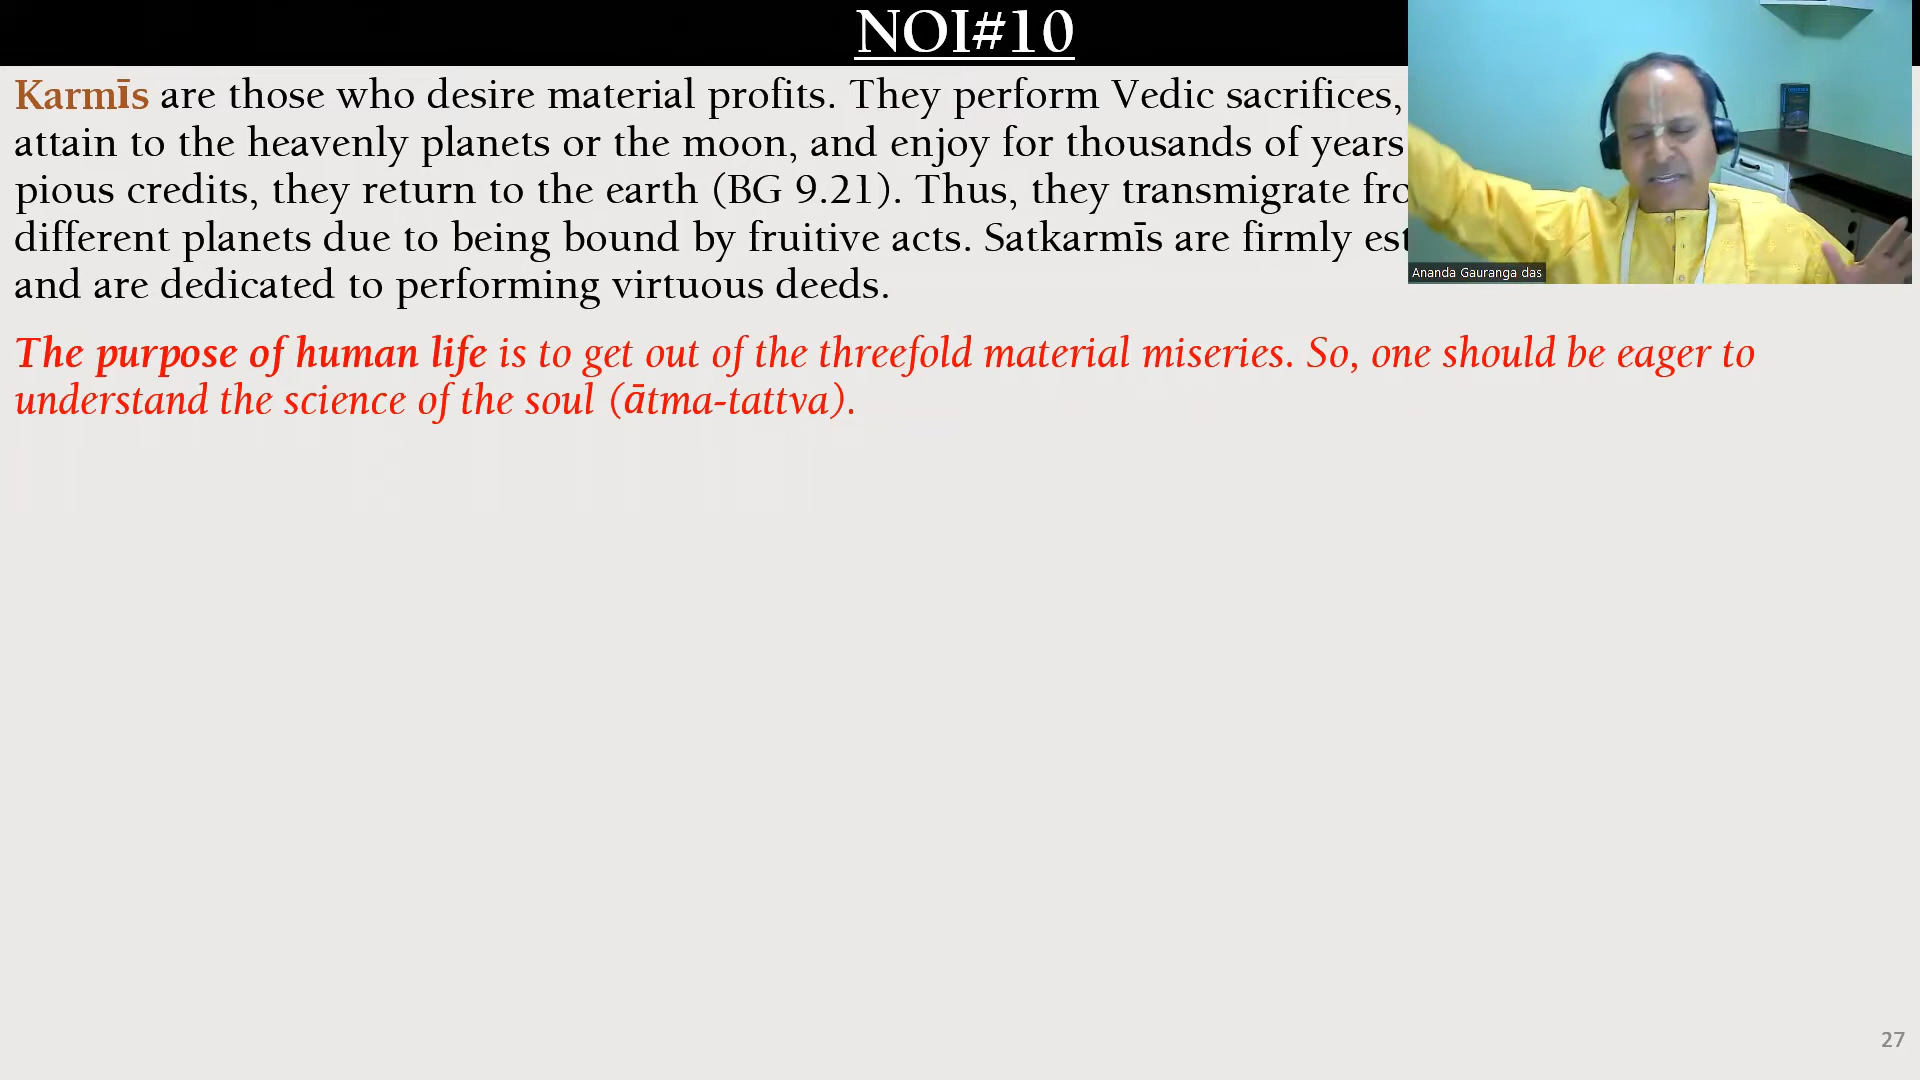 NOI#10
Karmīs are those who desire material profits. They perform Vedic sacrifices,
attain to the heavenly planets or the moon, and enjoy for thousands of years
pious credits, they return to the earth (BG 9.21). Thus, they transmigrate
different planets due to being bound by fruitive acts. Satkarmīs are firmly
and are dedicated to performing virtuous deeds.
The purpose of human life is to get out of the threefold material miseries. So, one should be eager to
understand the science of the soul (ātma-tattva).
Ananda Gauranga das
27